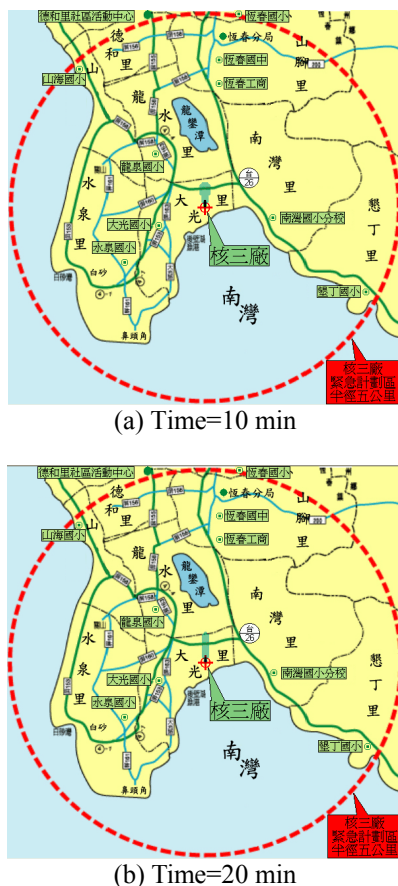 德和里社區活動中心
恆春國小
恆春分局
德和里
山腳里
200
恆春國中
恆春工商
山海國小
山
龍水里
龍鑾潭
南灣里
龍泉國小
台26
水泉里
大光里
大光國小
南灣國小分校
墾丁里
水泉國小
核三廠
白砂
鼻頭角
南灣
墾丁國小
核三廠
緊急計劃區
半徑五公里
(a) Time=10 min
德和里社區活動中心
恆春國小
恆春分局
德和里
山腳里
200
恆春國中
恆春工商
山海國小
山
龍水里
龍鑾潭
南灣里
龍泉國小
台26
水泉里
大光里
大光國小
南灣國小分校
墾丁里
水泉國小
核三廠
白砂
鼻頭角
南灣
墾丁國小
核三廠
緊急計劃區
半徑五公里
(b) Time=20 min